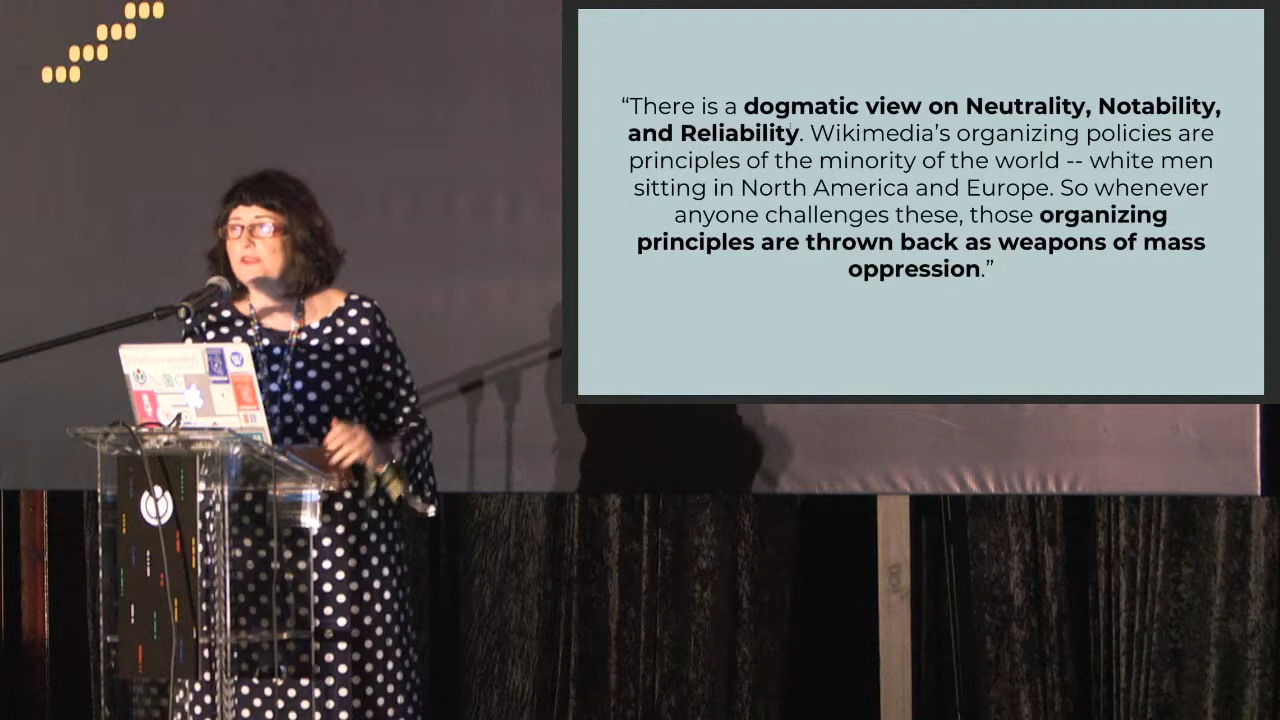 “There is a dogmatic view on Neutrality, Notability,
and Reliability. Wikimedia’s organizing policies are
principles of the minority of the world -- white men
sitting in North America and Europe. So whenever
anyone challenges these, those organizing
principles are thrown back as weapons of mass
oppression.”